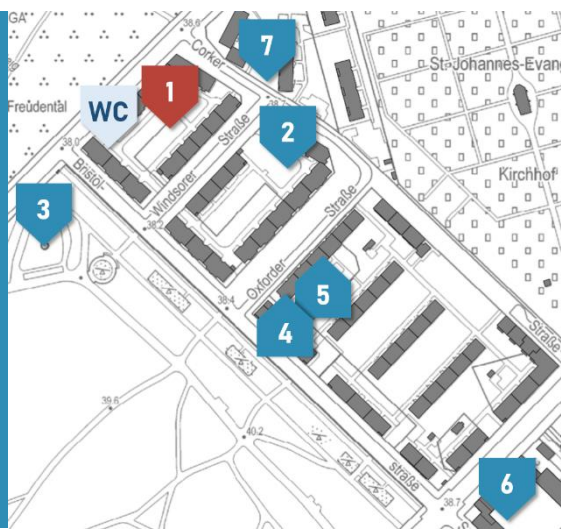 GA
38.6
7
Corker
St.-Johannes-Evang
1
WC
Freudental
38.0
2
Straße
Kirchhof
Bristol-
Windsorer
3
38.2
Straße
Oxforder
5
38.4
4
Straße
39.6
40.2
straße
6
38.7